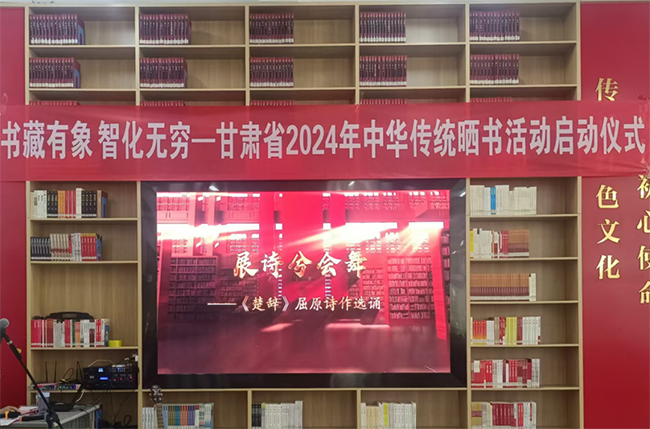 书藏有象 智化无穷—甘肃省2024年中华传统晒书活动启动仪式
展诗兮会舞
——《楚辞》屈原诗作选诵
传
色文化
初心使命